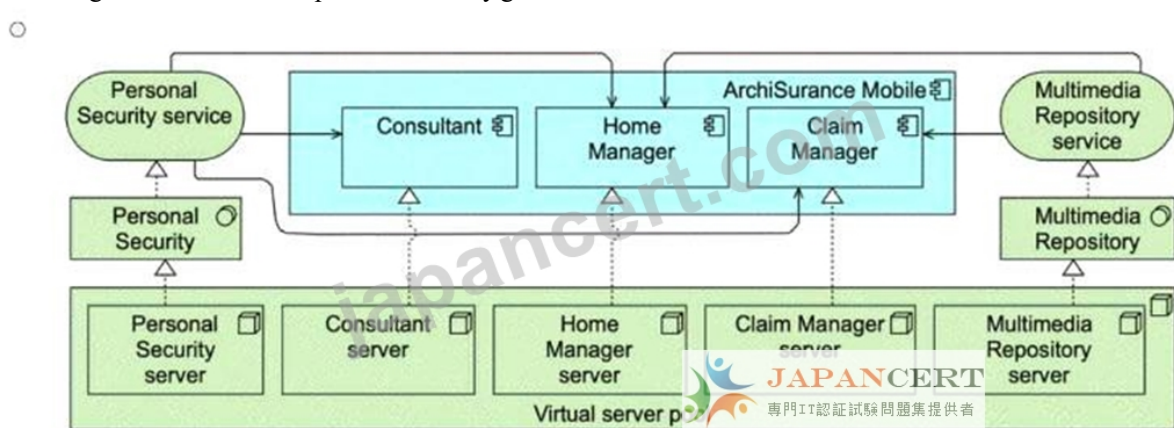 Personal
Security service
ArchiSurance Mobile
Multimedia
Repository
service
Consultant
Home
Manager
Claim
Manager
Personal
Security
Multimedia
Repository
japancert.com
Personal
Security
server
Consultant
server
Home
Manager
server
Claim Manager
server
Multimedia
Repository
server
Virtual server
JAPANCERT
専門IT認証試験問題集提供者